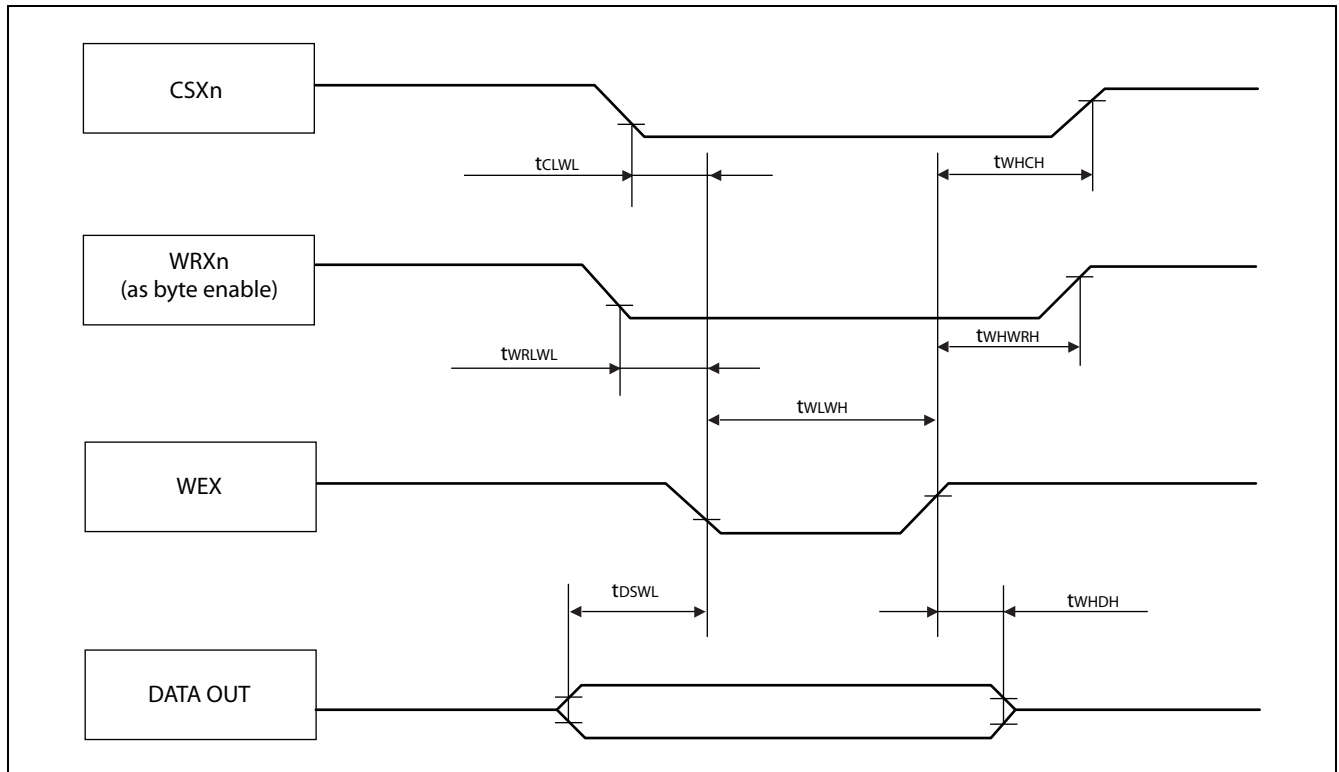 CSXn
tCLWL
tWHCH
WRXn
(as byte enable)
tWRLWL
tWHWRH
tWLWH
WEX
tDSWL
tWHDH
DATA OUT